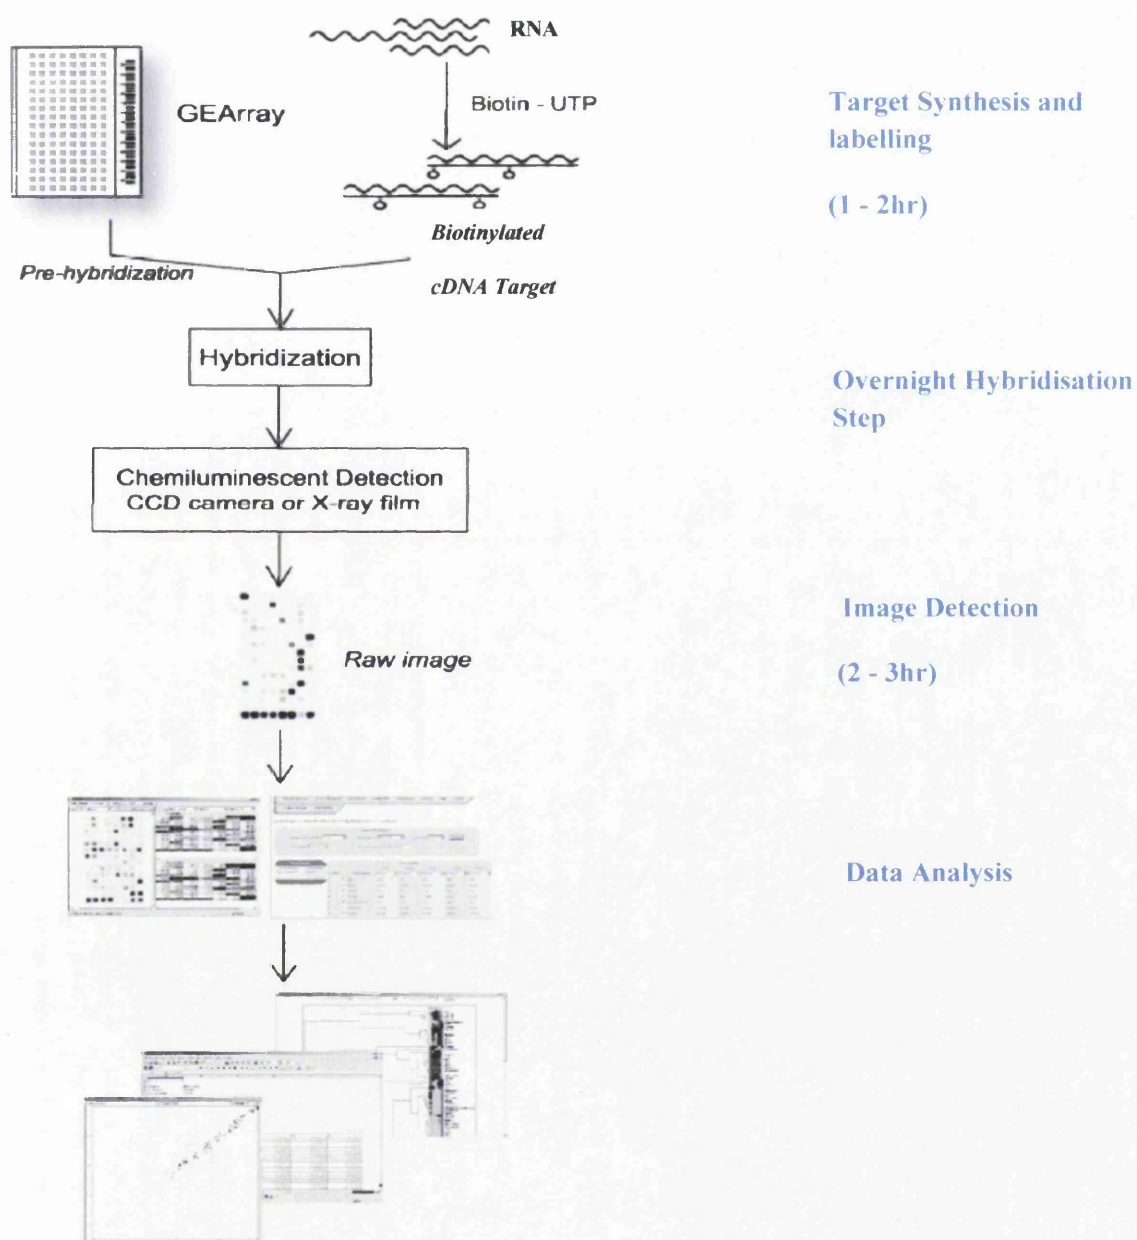 RNA
GEArray
Biotin - UTP
Target Synthesis and
labelling
(1 - 2hr)
Biotinylated
Pre-hybridization
cDNA Target
Hybridization
Overnight Hybridisation
Step
Chemiluminescent Detection
CCD camera or X-ray film
Image Detection
Raw image
(2 - 3hr)
Data Analysis